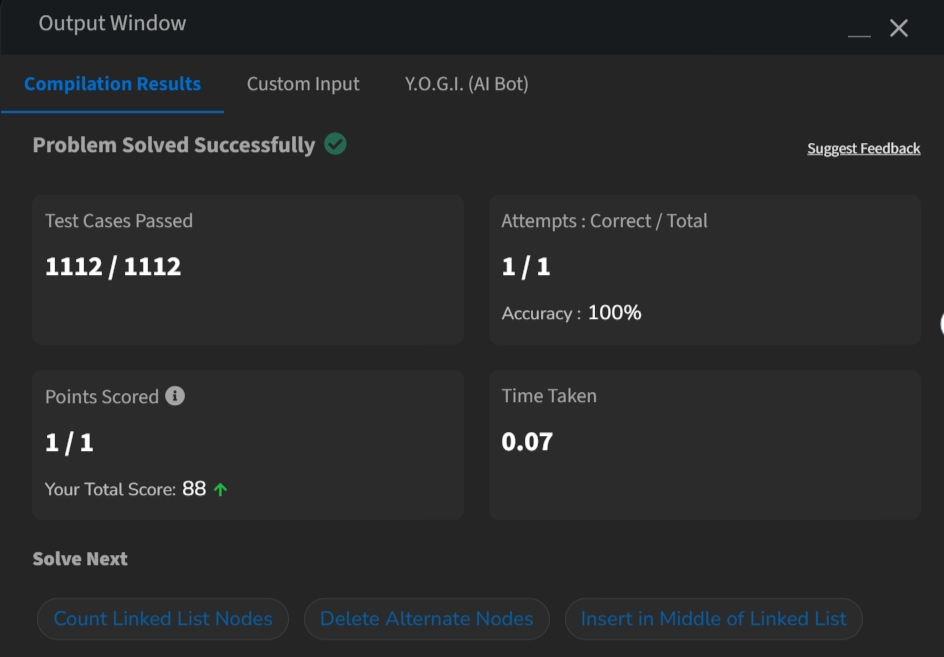 Output Window
Compilation Results
Custom Input
Y.O.G.I. (AI Bot)
Problem Solved Successfully
Suggest Feedback
Test Cases Passed
1112 / 1112
Attempts : Correct / Total
1 / 1
Accuracy : 100%
Points Scored
1 / 1
Your Total Score: 88
Time Taken
0.07
Solve Next
Count Linked List Nodes
Delete Alternate Nodes
Insert in Middle of Linked List